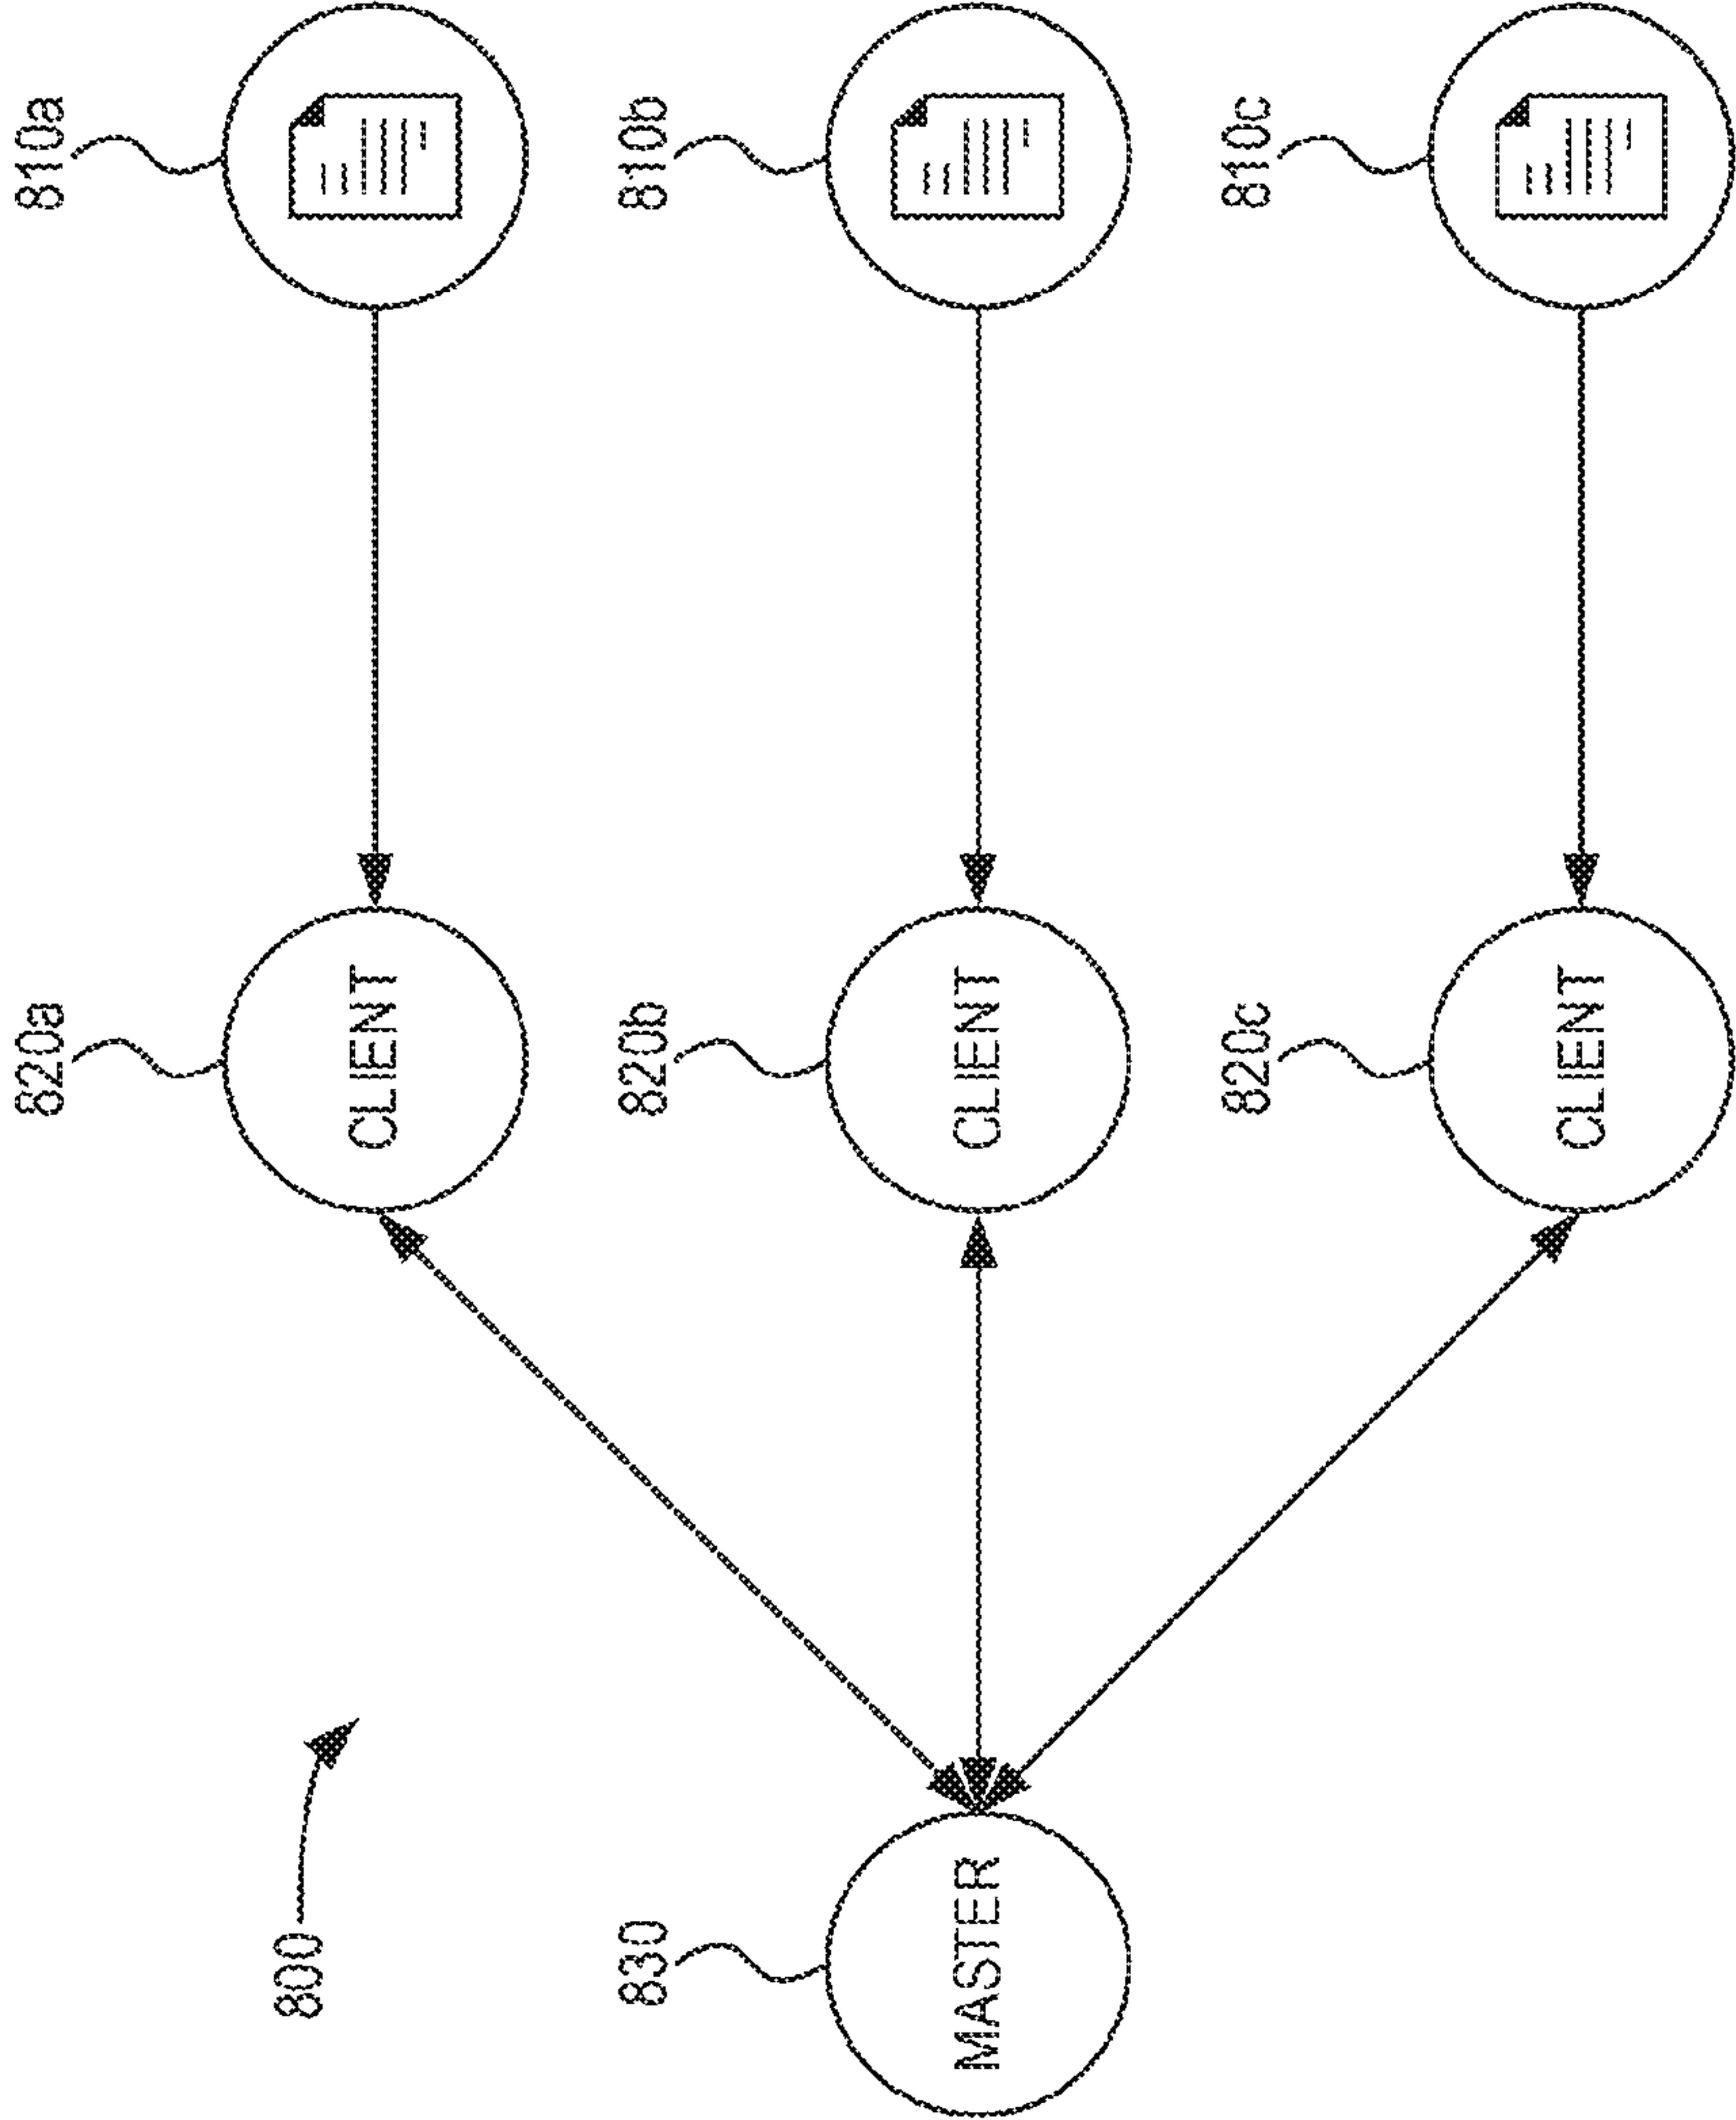 800
830
MASTER
820a
CLIENT
820b
CLIENT
820c
CLIENT
810a
810b
810c